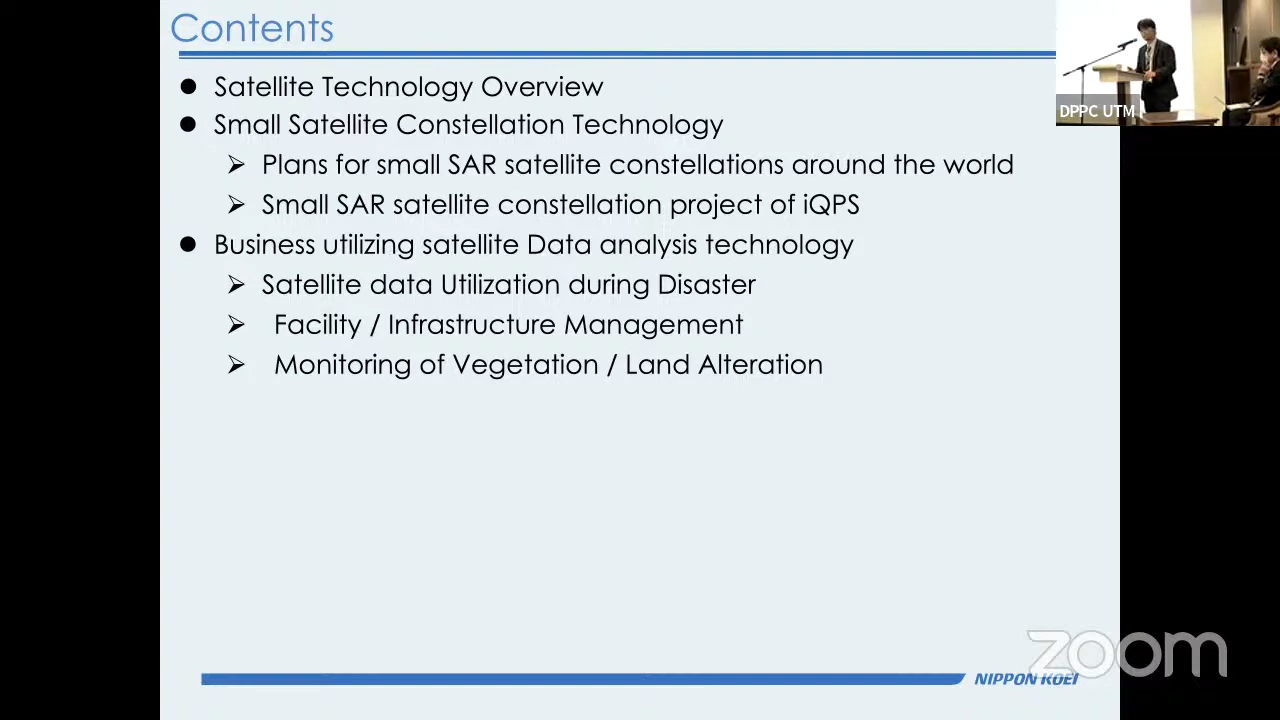 Contents
Satellite Technology Overview
Small Satellite Constellation Technology
Plans for small SAR satellite constellations around the world
Small SAR satellite constellation project of iQPS
Business utilizing satellite Data analysis technology
Satellite data Utilization during Disaster
Facility / Infrastructure Management
Monitoring of Vegetation / Land Alteration
DPPC UTM
zoom
NIPPON KOEI